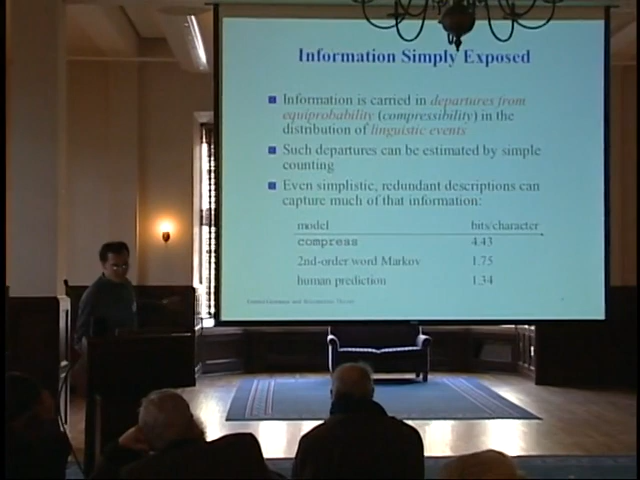 Information Simply Exposed
Information is carried in departures from
equiprobability (compressibility) in the
distribution of linguistic events
Such departures can be estimated by simple
counting
Even simplistic, redundant descriptions can
capture much of that information:
model bits/character
compress 4.43
2nd-order word Markov 1.75
human prediction 1.34